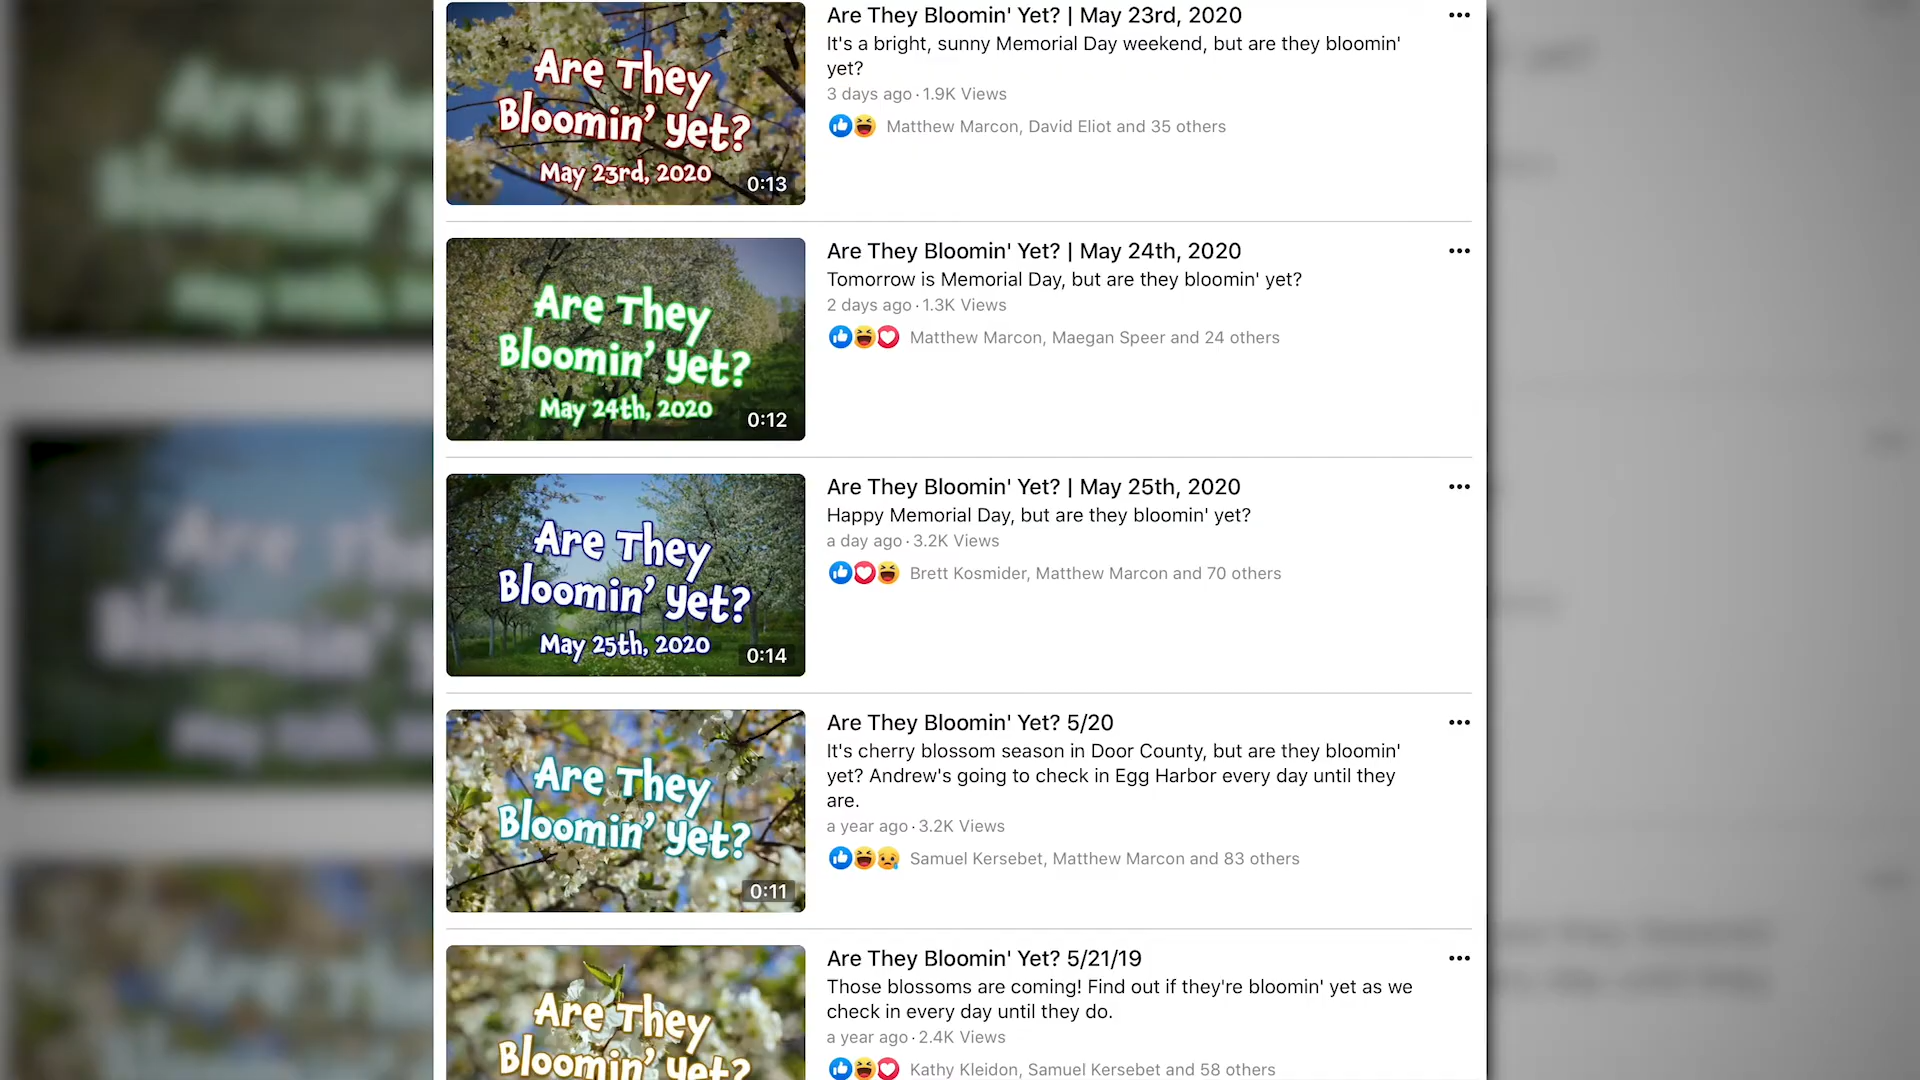 Are They
Bloomin' Yet?
May 23rd, 2020
0:13
Are They Bloomin' Yet? | May 23rd, 2020
It's a bright, sunny Memorial Day weekend, but are they bloomin'
yet?
3 days ago · 1.9K Views
Matthew Marcon, David Eliot and 35 others
Are They
Bloomin' Yet?
May 24th, 2020
0:12
Are They Bloomin' Yet? | May 24th, 2020
Tomorrow is Memorial Day, but are they bloomin' yet?
2 days ago · 1.3K Views
Matthew Marcon, Maegan Speer and 24 others
Are They
Bloomin' Yet?
May 25th, 2020
0:14
Are They Bloomin' Yet? | May 25th, 2020
Happy Memorial Day, but are they bloomin' yet?
a day ago · 3.2K Views
Brett Kosmider, Matthew Marcon and 70 others
Are They
Bloomin' Yet?
0:11
Are They Bloomin' Yet? 5/20
It's cherry blossom season in Door County, but are they bloomin'
yet? Andrew's going to check in Egg Harbor every day until they
are.
a year ago · 3.2K Views
Samuel Kersebet, Matthew Marcon and 83 others
Are They
Bloomin' Yet?
Are They Bloomin' Yet? 5/21/19
Those blossoms are coming! Find out if they're bloomin' yet as we
check in every day until they do.
a year ago · 2.4K Views
Kathy Kleidon, Samuel Kersebet and 58 others